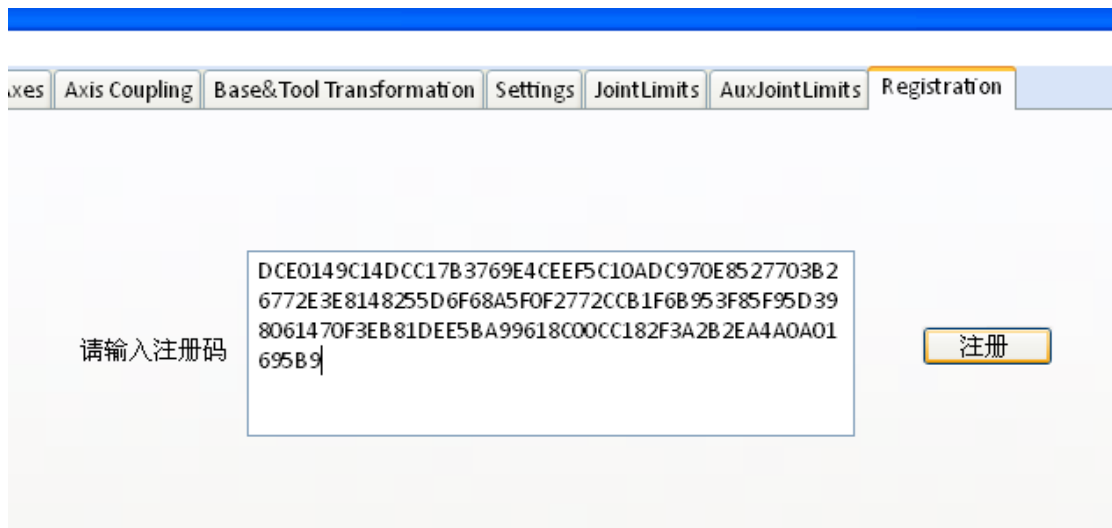 Axes Axis Coupling Base&Tool Transformation Settings JointLimits AuxJointLimits Registration
DCE0149C14DCC17B3769E4CEEF5C10ADC970E8527703B2
6772E3E8148255D6F68A5F0F2772CCB1F6B953F85F95D39
8061470F3EB81DEE5BA99618C00CC182F3A2B2EA4A0A01
695B9
请输入注册码
注册